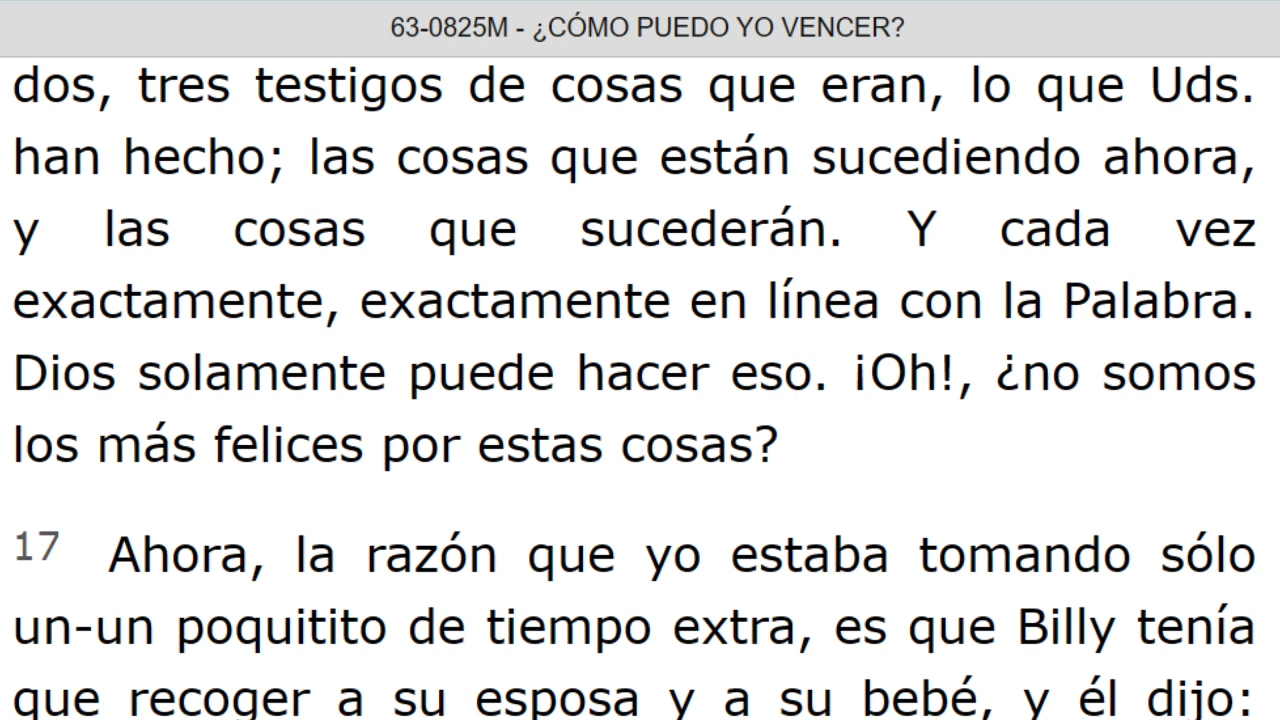 63-0825M - ¿CÓMO PUEDO YO VENCER?
dos, tres testigos de cosas que eran, lo que Uds.
han hecho; las cosas que están sucediendo ahora,
y las cosas que sucederán. Y cada vez
exactamente, exactamente en línea con la Palabra.
Dios solamente puede hacer eso. ¡Oh!, ¿no somos
los más felices por estas cosas?
17 Ahora, la razón que yo estaba tomando sólo
un-un poquitito de tiempo extra, es que Billy tenía
que recoger a su esposa y a su bebé, y él dijo: